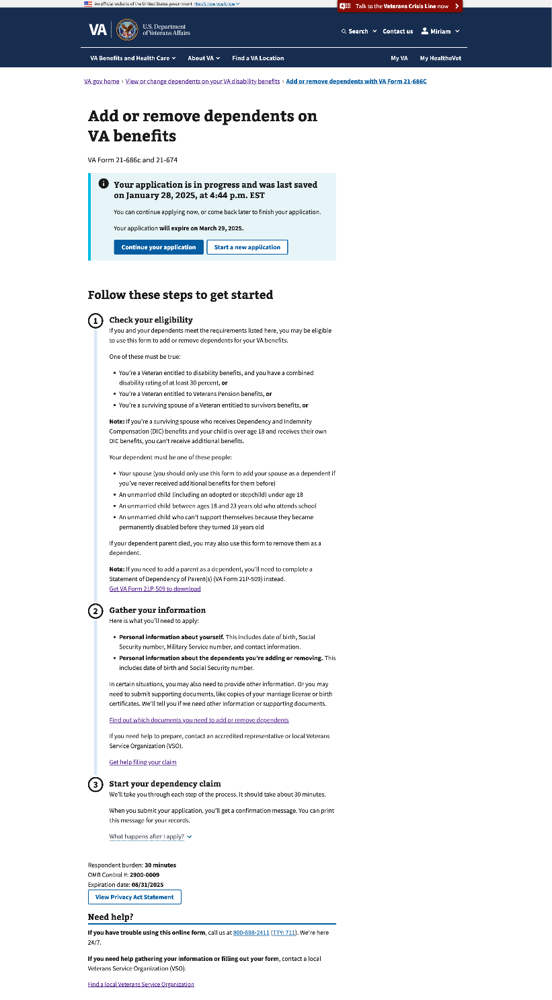 An official website of the United States government Here's how you know
Talk to the Veterans Crisis Line now
VA
U.S. Department
of Veterans Affairs
Search
Contact us
Miriam
VA Benefits and Health Care
About VA
Find a VA Location
My VA
My HealtheVet
VA.gov home › View or change dependents on your VA disability benefits › Add or remove dependents with VA Form 21-686C
Add or remove dependents on
VA benefits
VA Form 21-686c and 21-674
Your application is in progress and was last saved
on January 28, 2025, at 4:44 p.m. EST
You can continue applying now, or come back later to finish your application.
Your application will expire on March 29, 2025.
Continue your application
Start a new application
Follow these steps to get started
1
Check your eligibility
If you and your dependents meet the requirements listed here, you may be eligible
to use this form to add or remove dependents for your VA benefits.
One of these must be true:
• You're a Veteran entitled to disability benefits, and you have a combined
disability rating of at least 30 percent, or
• You're a Veteran entitled to Veterans Pension benefits, or
• You're a surviving spouse of a Veteran entitled to survivors benefits, or
Note: If you're a surviving spouse who receives Dependency and Indemnity
Compensation (DIC) benefits and your child is over age 18 and receives their own
DIC benefits, you can't receive additional benefits.
Your dependent must be one of these people:
• Your spouse (you should only use this form to add your spouse as a dependent if
you've never received additional benefits for them before)
• An unmarried child (including an adopted or stepchild) under age 18
• An unmarried child between ages 18 and 23 years old who attends school
• An unmarried child who can't support themselves because they became
permanently disabled before they turned 18 years old
If your dependent parent died, you may also use this form to remove them as a
dependent.
Note: If you need to add a parent as a dependent, you'll need to complete a
Statement of Dependency of Parent(s) (VA Form 21P-509) instead.
Get VA Form 21P-509 to download
2
Gather your information
Here is what you'll need to apply:
• Personal information about yourself. This includes date of birth, Social
Security number, Military Service number, and contact information.
• Personal information about the dependents you're adding or removing. This
includes date of birth and Social Security number.
In certain situations, you may also need to provide other information. Or you may
need to submit supporting documents, like copies of your marriage license or birth
certificates. We'll tell you if we need other information or supporting documents.
Find out which documents you need to add or remove dependents
If you need help to prepare, contact an accredited representative or local Veterans
Service Organization (VSO).
Get help filing your claim
3
Start your dependency claim
We'll take you through each step of the process. It should take about 30 minutes.
When you submit your application, you'll get a confirmation message. You can print
this message for your records.
What happens after I apply?
Respondent burden: 30 minutes
OMB Control #: 2900-0009
Expiration date: 08/31/2025
View Privacy Act Statement
Need help?
If you have trouble using this online form, call us at 800-698-2411 (TTY: 711). We're here
24/7.
If you need help gathering your information or filling out your form, contact a local
Veterans Service Organization (VSO).
Find a local Veterans Service Organization